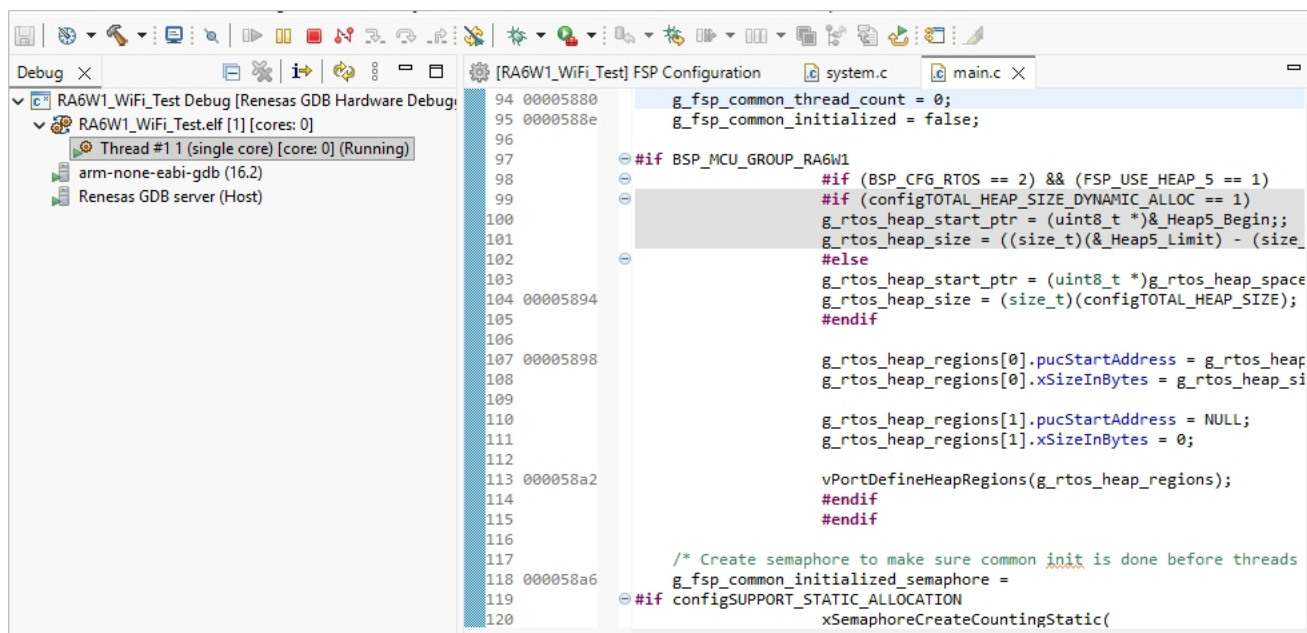 Debug
[RA6W1_WiFi_Test] FSP Configuration
system.c
main.c
RA6W1_WiFi_Test Debug [Renesas GDB Hardware Debug
RA6W1_WiFi_Test.elf [1] [cores: 0]
Thread #1 1 (single core) [core: 0] (Running)
arm-none-eabi-gdb (16.2)
Renesas GDB server (Host)
94 00005880 g_fsp_common_thread_count = 0;
95 0000588e g_fsp_common_initialized = false;
96
97 #if BSP_MCU_GROUP_RA6W1
98 #if (BSP_CFG_RTOS == 2) && (FSP_USE_HEAP_5 == 1)
99 #if (configTOTAL_HEAP_SIZE_DYNAMIC_ALLOC == 1)
100 g_rtos_heap_start_ptr = (uint8_t *)&_Heap5_Begin;;
101 g_rtos_heap_size = ((size_t)(&_Heap5_Limit) - (size_
102 #else
103 g_rtos_heap_start_ptr = (uint8_t *)g_rtos_heap_space
104 00005894 g_rtos_heap_size = (size_t)(configTOTAL_HEAP_SIZE);
105 #endif
106
107 00005898 g_rtos_heap_regions[0].pucStartAddress = g_rtos_heap
108 g_rtos_heap_regions[0].xSizeInBytes = g_rtos_heap_si
109
110 g_rtos_heap_regions[1].pucStartAddress = NULL;
111 g_rtos_heap_regions[1].xSizeInBytes = 0;
112
113 000058a2 vPortDefineHeapRegions(g_rtos_heap_regions);
114 #endif
115 #endif
116
117 /* Create semaphore to make sure common init is done before threads
118 000058a6 g_fsp_common_initialized_semaphore =
119 #if configSUPPORT_STATIC_ALLOCATION
120 xSemaphoreCreateCountingStatic(